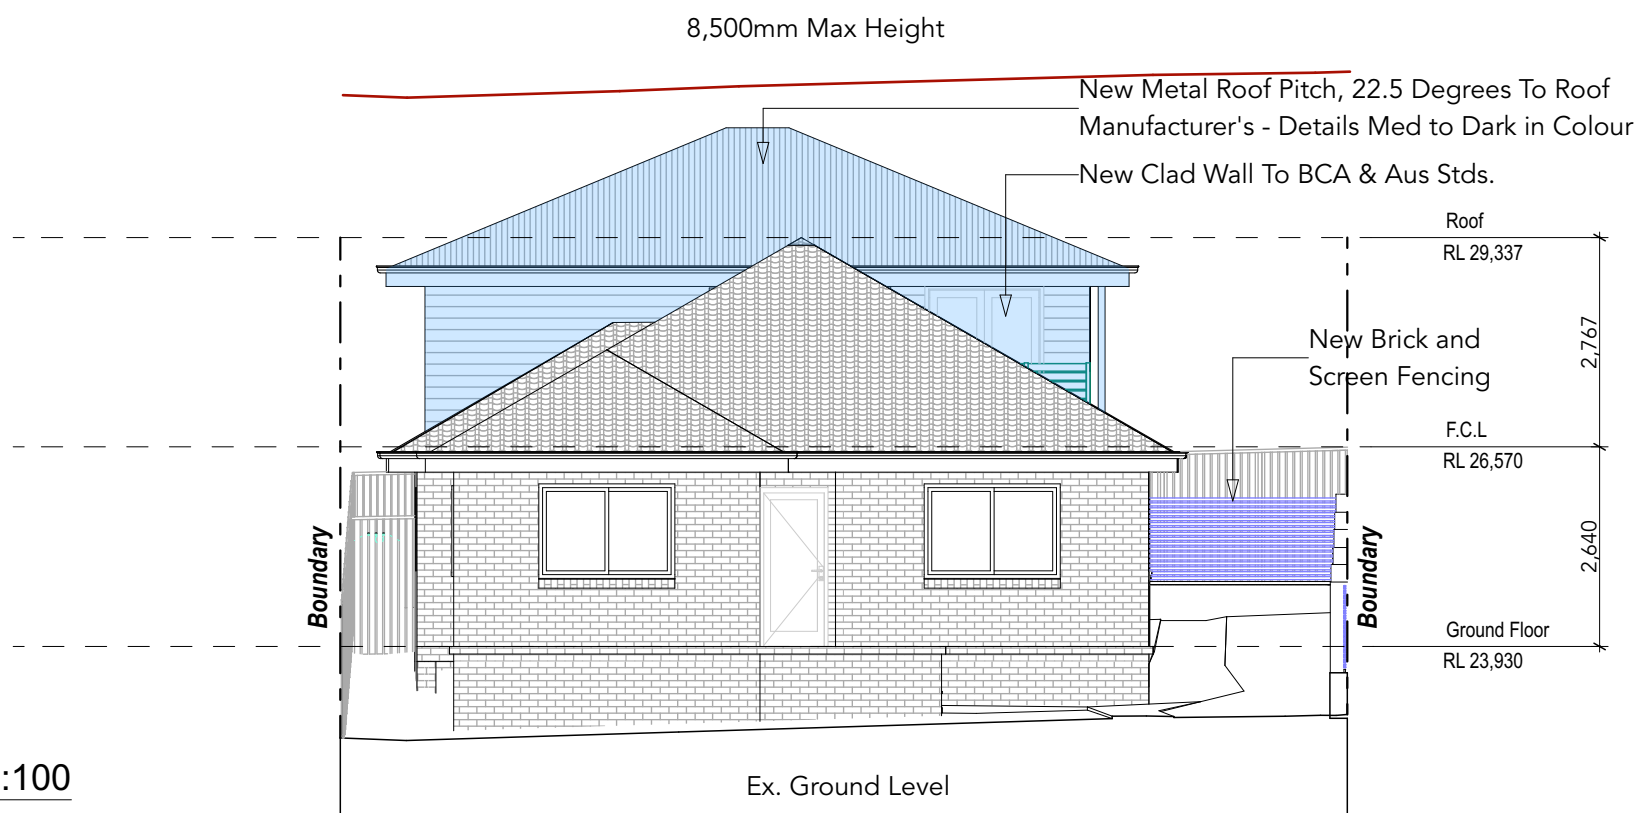 8,500mm Max Height
New Metal Roof Pitch, 22.5 Degrees To Roof
Manufacturer's - Details Med to Dark in Colour
New Clad Wall To BCA & Aus Stds.
Roof
RL 29,337
2,767
New Brick and
Screen Fencing
F.C.L
RL 26,570
2,640
Boundary
Boundary
Ground Floor
RL 23,930
:100
Ex. Ground Level